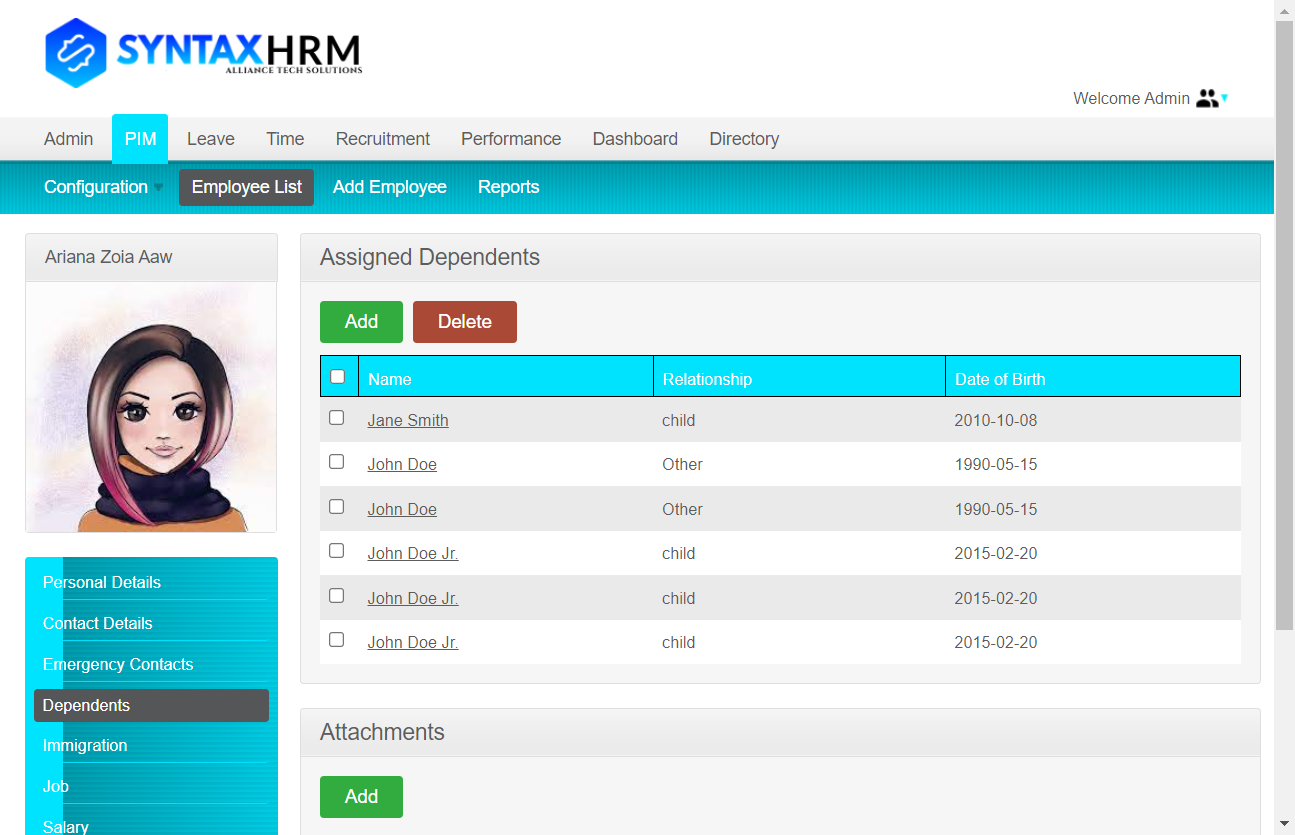 SYNTAXHRM
ALLIANCE TECH SOLUTIONS
Welcome Admin
Admin PIM Leave Time Recruitment Performance Dashboard Directory
Configuration Employee List Add Employee Reports
Ariana Zoia Aaw
Assigned Dependents
Add Delete
Name Relationship Date of Birth
Jane Smith child 2010-10-08
John Doe Other 1990-05-15
John Doe Other 1990-05-15
John Doe Jr. child 2015-02-20
John Doe Jr. child 2015-02-20
John Doe Jr. child 2015-02-20
Personal Details
Contact Details
Emergency Contacts
Dependents
Immigration
Job
Salary
Attachments
Add